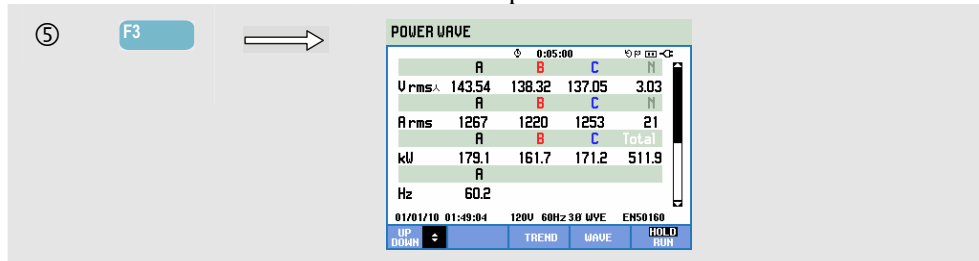 ⑤ F3
POWER WAVE
0:05:00
A B C N
V rms⅄ 143.54 138.32 137.05 3.03
A B C N
A rms 1267 1220 1253 21
A B C Total
kW 179.1 161.7 171.2 511.9
A
Hz 60.2
01/01/10 01:49:04 120V 60Hz 3Ø WYE EN50160
UP DOWN TREND WAVE HOLD RUN